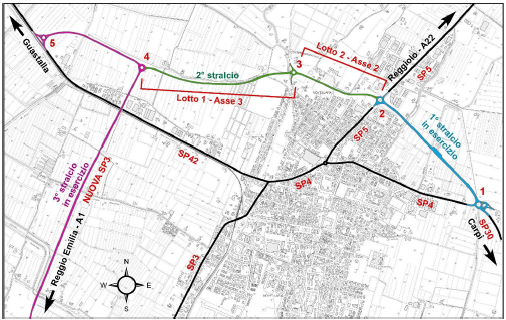 5
Guastalla
4
2° stralcio
3
Lotto 2 - Asse 2
Reggiolo - A22
SP5
Lotto 1 - Asse 3
2
SP5
1° stralcio
in esercizio
SP42
3° stralcio
in esercizio
NUOVA SP3
SP4
SP4
1
SP30
Carpi
Reggio Emilia - A1
SP3
N
W
E
S